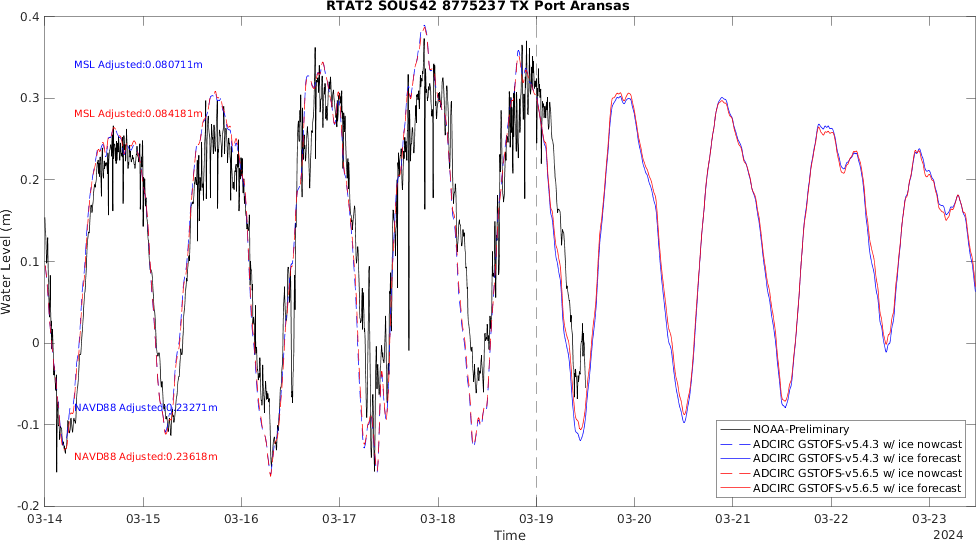 RTAT2 SOUS42 8775237 TX Port Aransas
0.4
0.3
0.2
0.1
0
-0.1
-0.2
Water Level (m)
MSL Adjusted:0.080711m
MSL Adjusted:0.084181m
NAVD88 Adjusted:0.23271m
NAVD88 Adjusted:0.23618m
NOAA-Preliminary
ADCIRC GSTOFS-v5.4.3 w/ ice nowcast
ADCIRC GSTOFS-v5.4.3 w/ ice forecast
ADCIRC GSTOFS-v5.6.5 w/ ice nowcast
ADCIRC GSTOFS-v5.6.5 w/ ice forecast
03-14 03-15 03-16 03-17 03-18 03-19 03-20 03-21 03-22 03-23
Time
2024